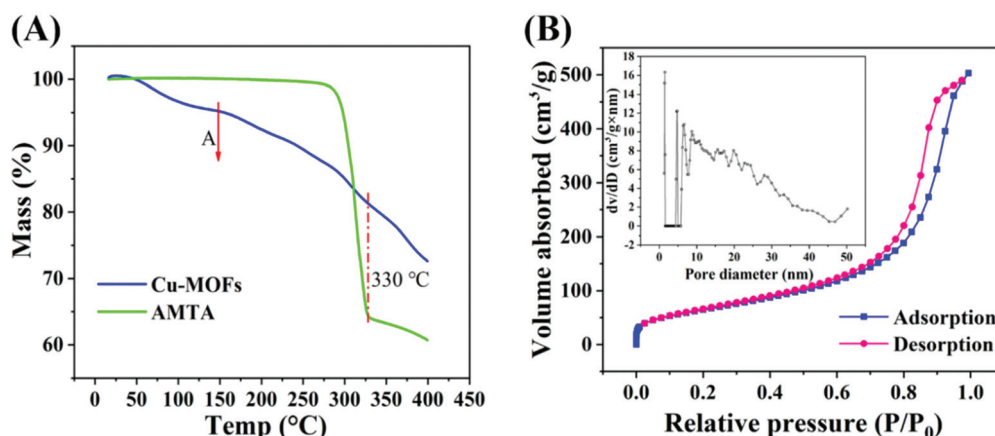 (A)
Mass (%)
100
90
80
70
60
A
330 °C
Cu-MOFs
AMTA
0 50 100 150 200 250 300 350 400
Temp (°C)
(B)
Volume absorbed (cm³/g)
500
400
300
200
100
0
dv/dD (cm³/g×nm)
18
16
14
12
10
8
6
4
2
0
-2
0 10 20 30 40 50
Pore diameter (nm)
Adsorption
Desorption
0.0 0.2 0.4 0.6 0.8 1.0
Relative pressure (P/P₀)